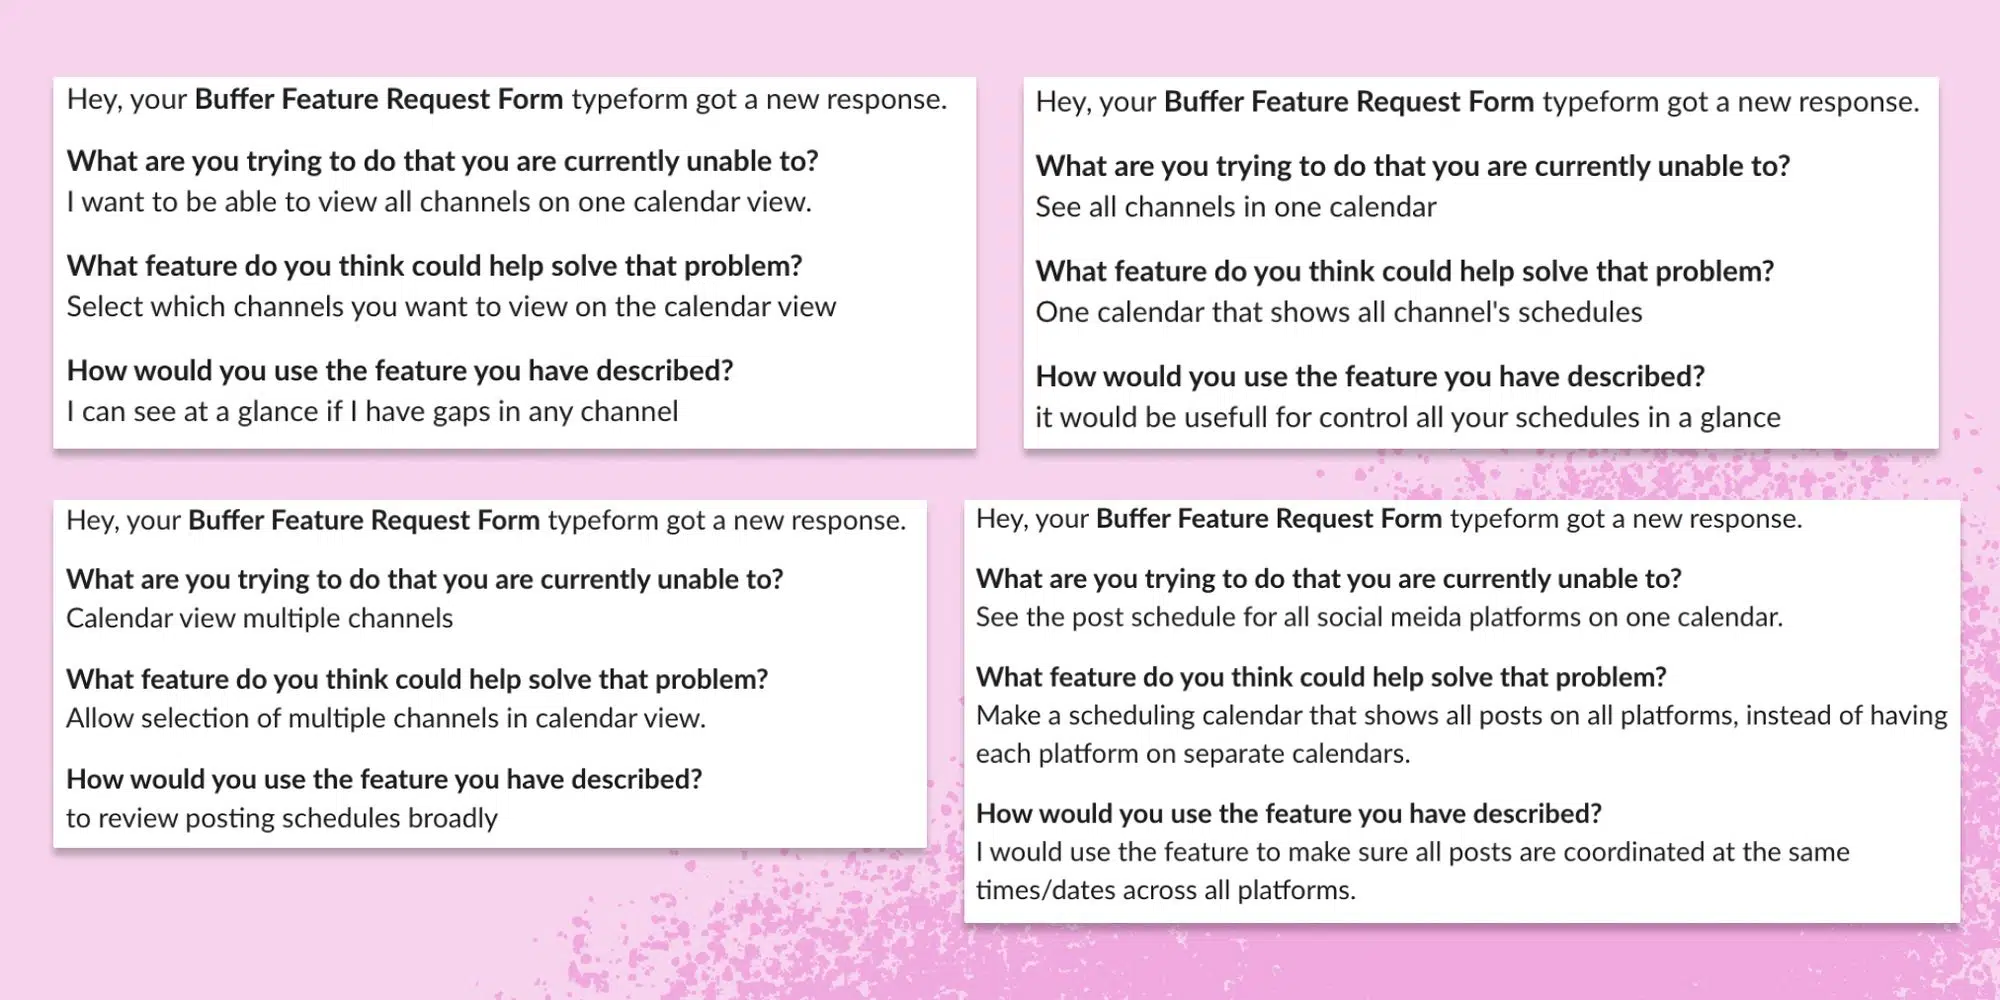 Hey, your Buffer Feature Request Form typeform got a new response.
What are you trying to do that you are currently unable to?
I want to be able to view all channels on one calendar view.
What feature do you think could help solve that problem?
Select which channels you want to view on the calendar view
How would you use the feature you have described?
I can see at a glance if I have gaps in any channel
Hey, your Buffer Feature Request Form typeform got a new response.
What are you trying to do that you are currently unable to?
See all channels in one calendar
What feature do you think could help solve that problem?
One calendar that shows all channel's schedules
How would you use the feature you have described?
it would be usefull for control all your schedules in a glance
Hey, your Buffer Feature Request Form typeform got a new response.
What are you trying to do that you are currently unable to?
Calendar view multiple channels
What feature do you think could help solve that problem?
Allow selection of multiple channels in calendar view.
How would you use the feature you have described?
to review posting schedules broadly
Hey, your Buffer Feature Request Form typeform got a new response.
What are you trying to do that you are currently unable to?
See the post schedule for all social meida platforms on one calendar.
What feature do you think could help solve that problem?
Make a scheduling calendar that shows all posts on all platforms, instead of having
each platform on separate calendars.
How would you use the feature you have described?
I would use the feature to make sure all posts are coordinated at the same
times/dates across all platforms.